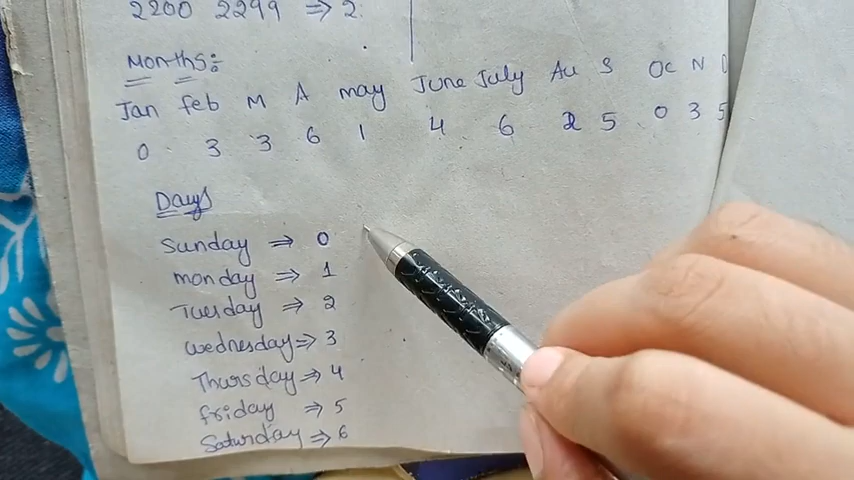 2200 2299 ⇒ 2
Months:
Jan feb M A may June July Au S Oc N D
0 3 3 6 1 4 6 2 5 0 3 5
Days
Sunday ⇒ 0
monday ⇒ 1
Tuesday ⇒ 2
wednesday ⇒ 3
Thursday ⇒ 4
friday ⇒ 5
Saturday ⇒ 6